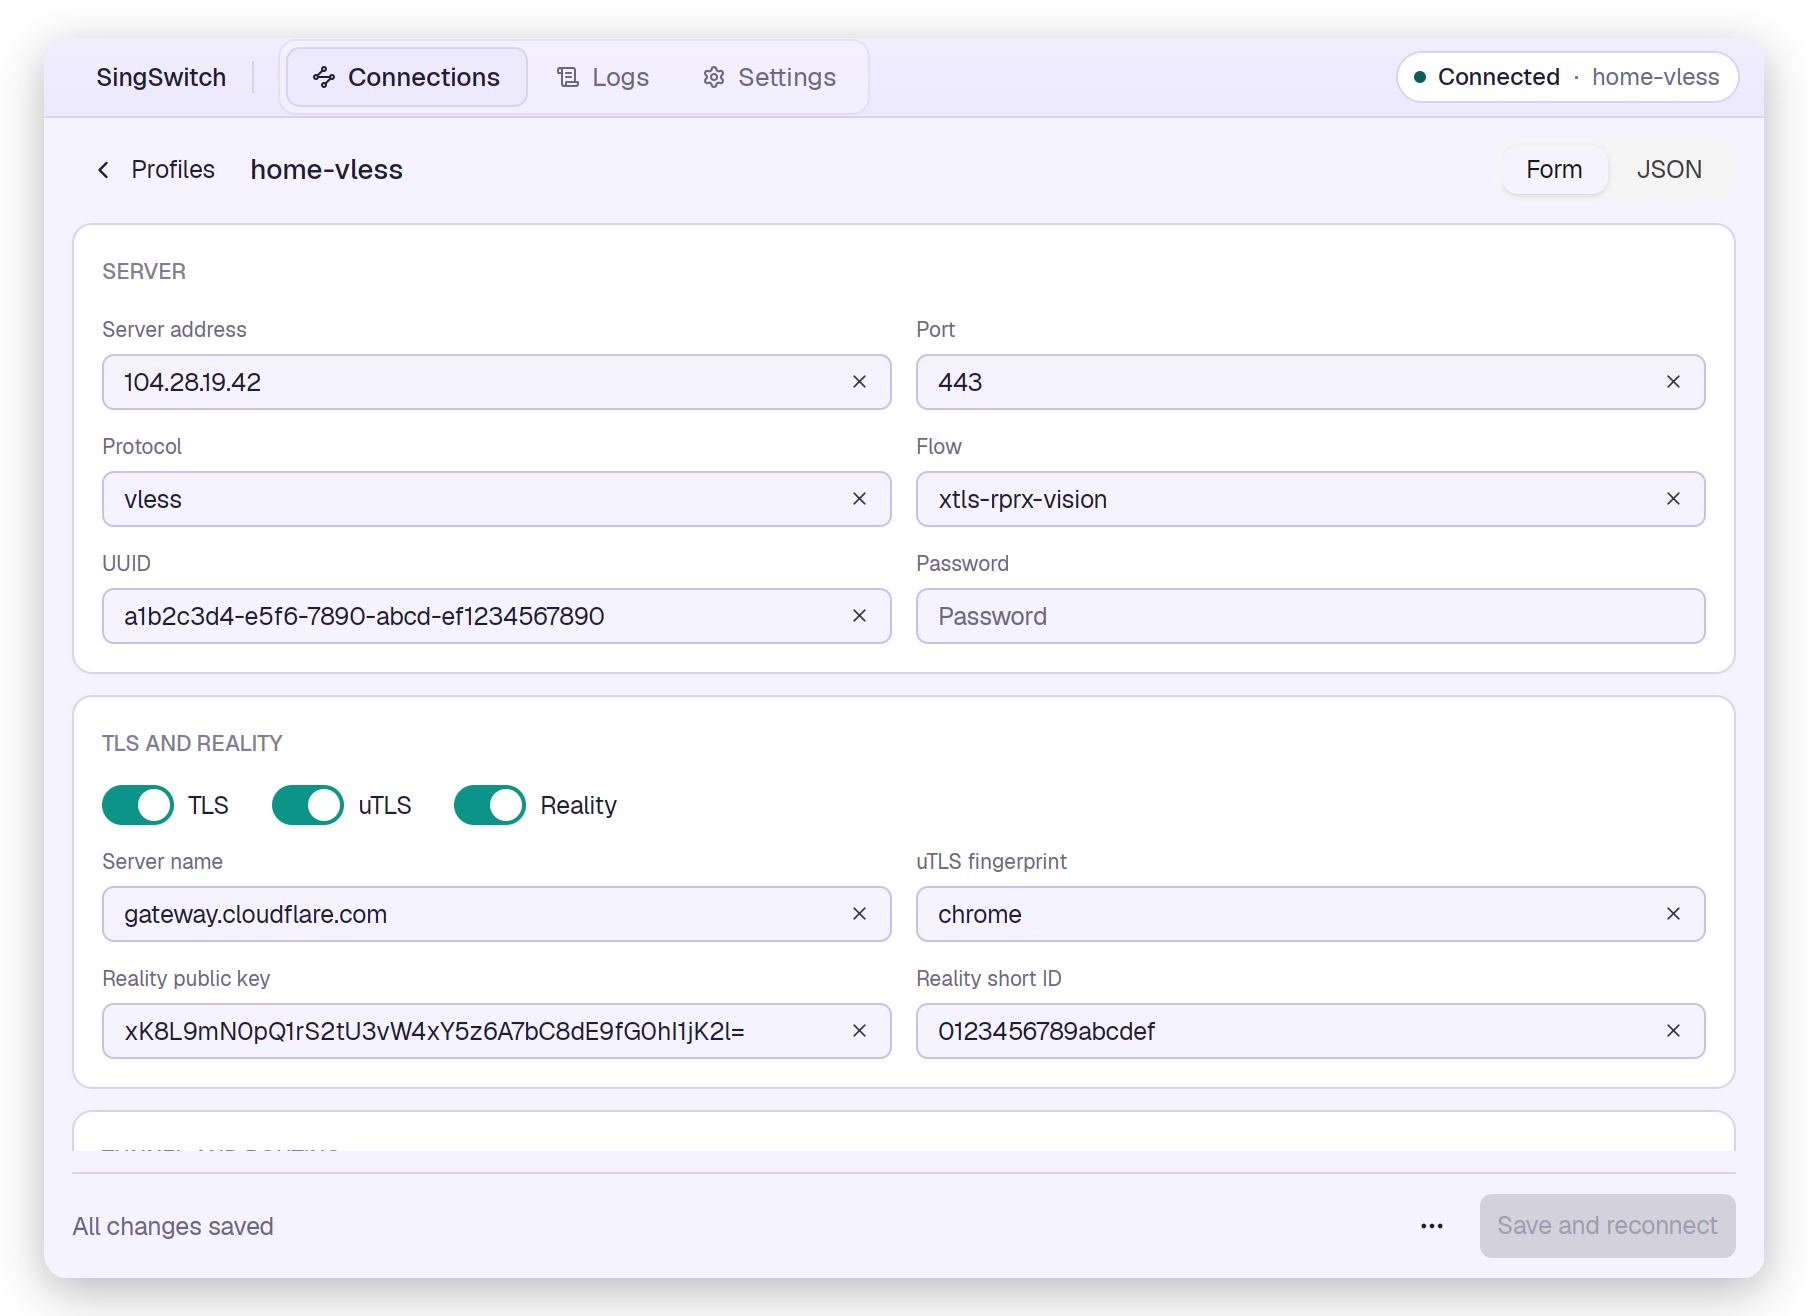 SingSwitch
Connections
Logs
Settings
Connected · home-vless
Profiles
home-vless
Form
JSON
SERVER
Server address
Port
104.28.19.42
443
Protocol
Flow
vless
xtls-rprx-vision
UUID
Password
a1b2c3d4-e5f6-7890-abcd-ef1234567890
Password
TLS AND REALITY
TLS
uTLS
Reality
Server name
uTLS fingerprint
gateway.cloudflare.com
chrome
Reality public key
Reality short ID
xK8L9mN0pQ1rS2tU3vW4xY5z6A7bC8dE9fG0hI1jK2l=
0123456789abcdef
All changes saved
Save and reconnect